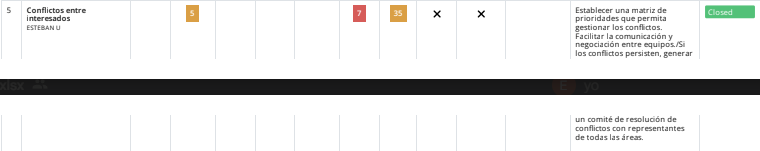 5
Conflictos entre
interesados
ESTEBAN U
5
7
35
×
×
Establecer una matriz de
prioridades que permita
gestionar los conflictos.
Facilitar la comunicación y
negociación entre equipos./Si
los conflictos persisten, generar
Closed
xlsx
E yo
un comité de resolución de
conflictos con representantes
de todas las áreas.